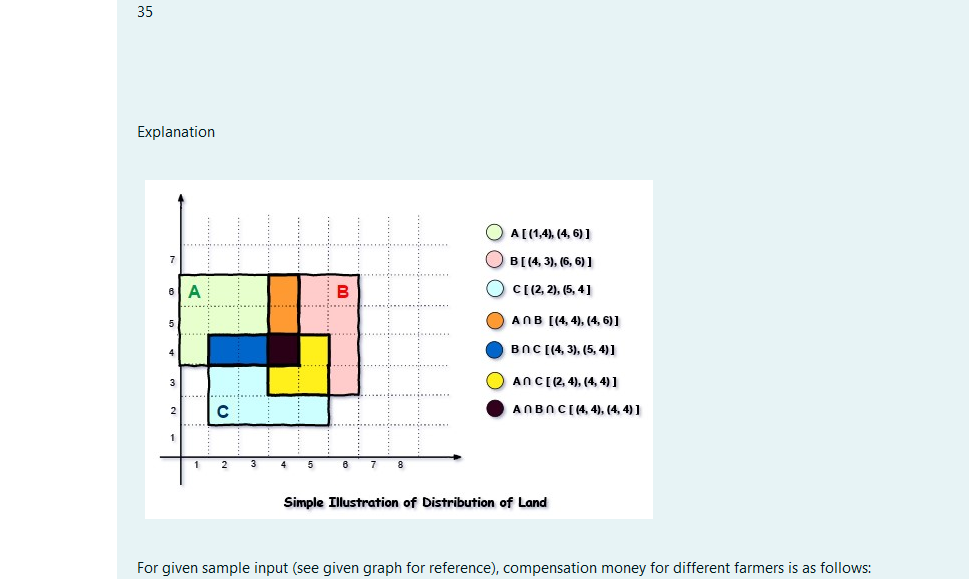 35
Explanation
7
6
5
4
3
2
1
A
B
C
1 2 3 4 5 6 7 8
A [ (1,4), (4, 6) ]
B [ (4, 3), (6, 6) ]
C [ (2, 2), (5, 4 ]
A∩B [(4, 4), (4, 6)]
B∩C [(4, 3), (5, 4)]
A∩C [ (2, 4), (4, 4) ]
A∩B∩C [ (4, 4), (4, 4) ]
Simple Illustration of Distribution of Land
For given sample input (see given graph for reference), compensation money for different farmers is as follows: